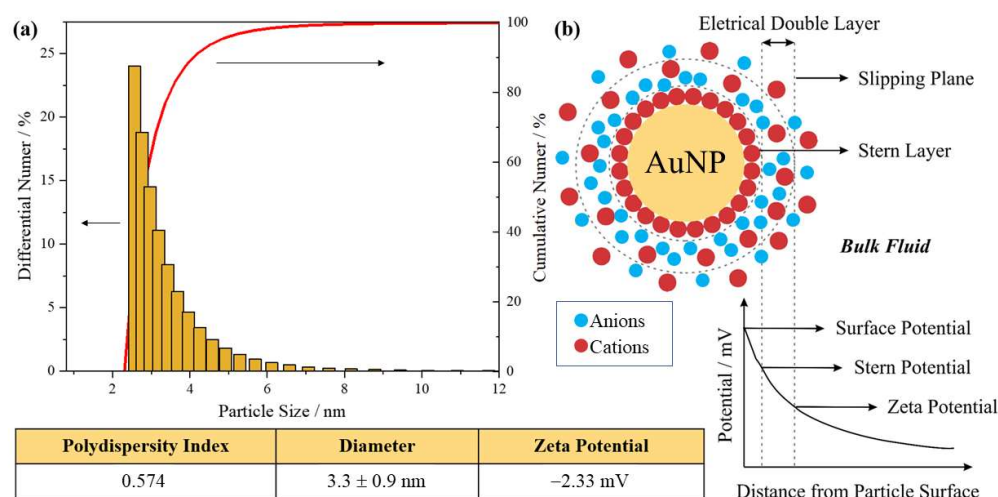 (a)
25
20
15
10
5
0
Differential Numer / %
100
80
60
40
20
0
Cumulative Numer / %
2
4
6
8
10
12
Particle Size / nm
Polydispersity Index Diameter Zeta Potential
0.574 3.3 ± 0.9 nm −2.33 mV
(b)
Eletrical Double Layer
Slipping Plane
Stern Layer
AuNP
Bulk Fluid
Anions
Cations
Surface Potential
Stern Potential
Zeta Potential
Potential / mV
Distance from Particle Surface